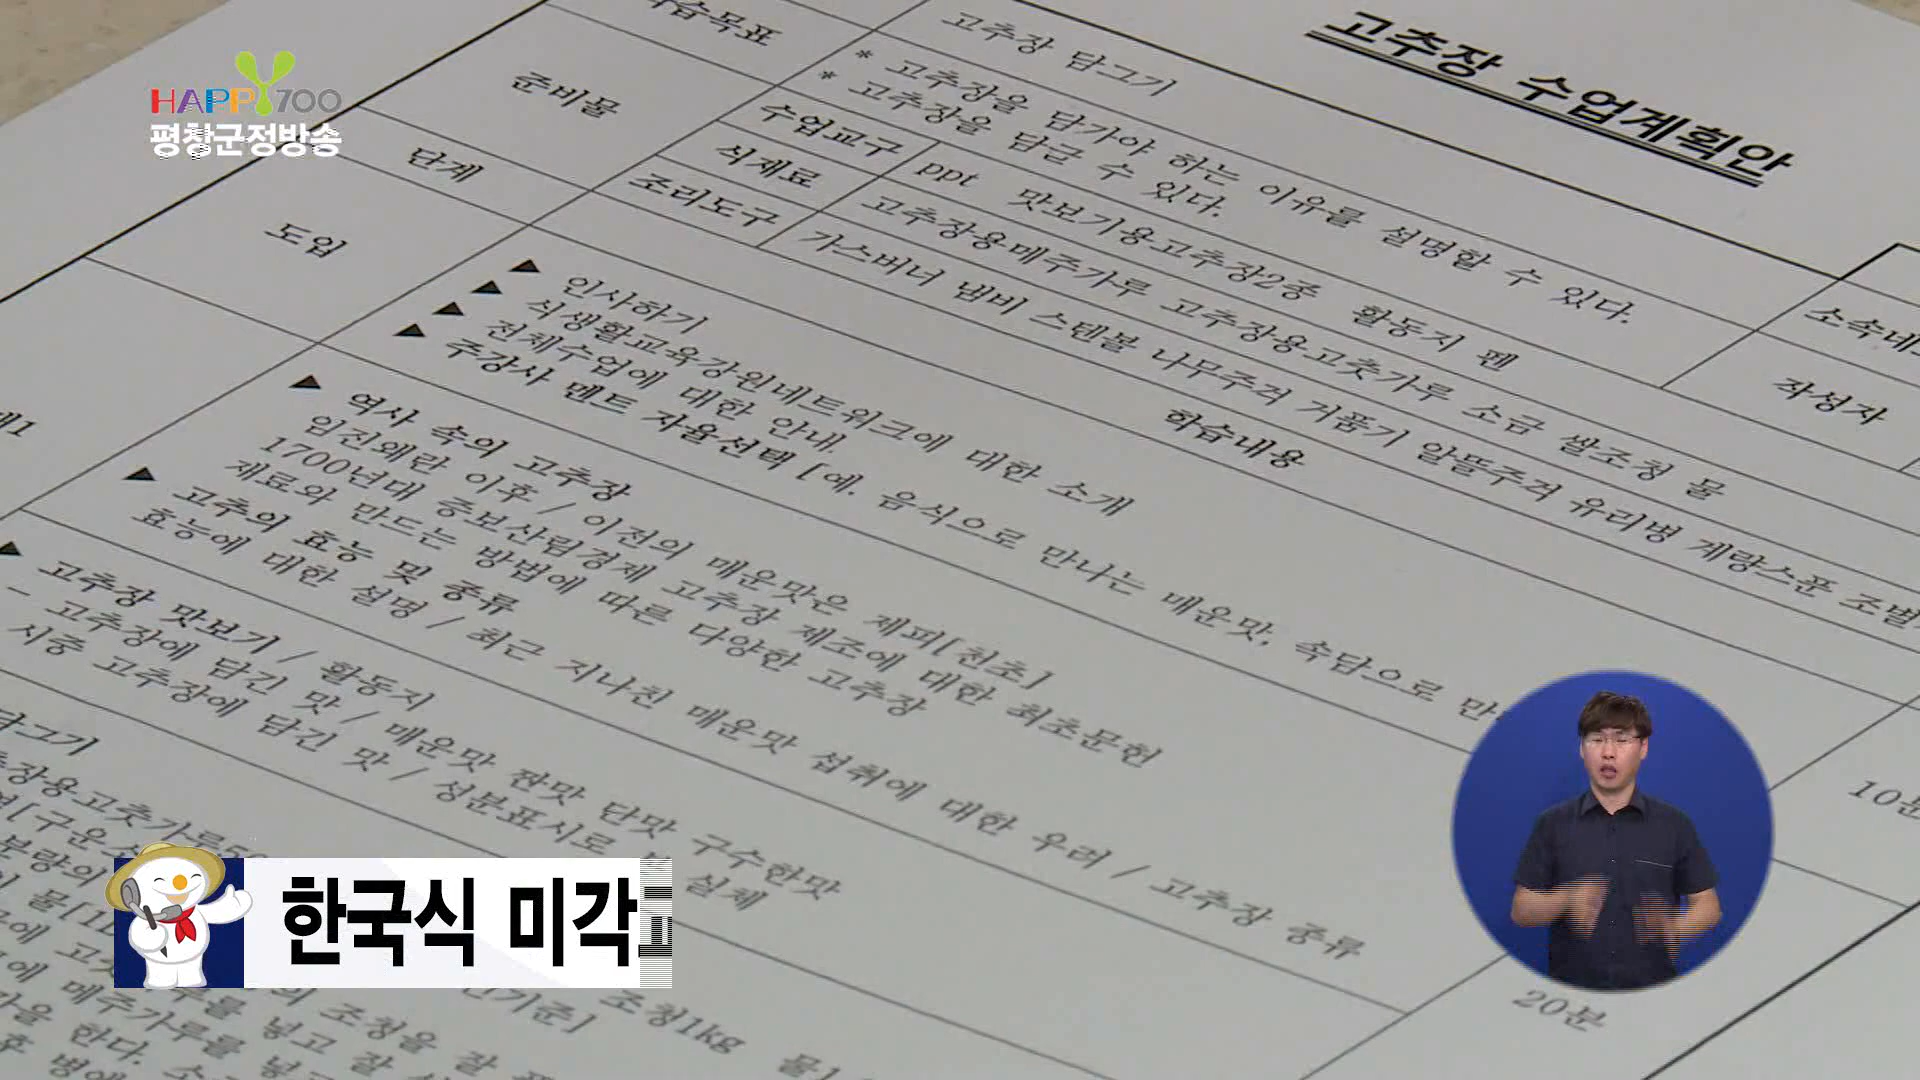 HAPPY700
평창군정방송
고추장 수업계획안
학습목표
고추장 담그기
* 고추장을 담가야 하는 이유를 설명할 수 있다.
* 고추장을 담글 수 있다.
준비물
수업교구
ppt 맛보기용고추장2종 활동지 펜
식재료
고추장용메주가루 고추장용고춧가루 소금 쌀조청 물
조리도구
가스버너 냄비 스텐볼 나무주걱 거품기 알뜰주걱 유리병 계량스푼
작성자
단계
학습내용
도입
▶ 인사하기
▶ 식생활교육강원네트워크에 대한 소개
▶ 전체수업에 대한 안내.
▶ 주강사 멘트 자율선택 [예. 음식으로 만나는 매운맛, 속담으로
10분
▶ 역사 속의 고추장
임진왜란 이후 / 이전의 매운맛은 제피[천초]
1700년대 증보산림경제 고추장 제조에 대한 최초문헌
재료와 만드는 방법에 따른 다양한 고추장
▶ 고추의 효능 및 종류
효능에 대한 설명 / 최근 지나친 매운맛 섭취에 대한 우려 / 고추장 종류
20분
▶ 고추장 맛보기 / 활동지
- 고추장에 담긴 맛 / 매운맛 짠맛 단맛 구수한맛
시중 고추장에 담긴 맛 / 성분표시로 실체
조청1kg 물
한국식 미각